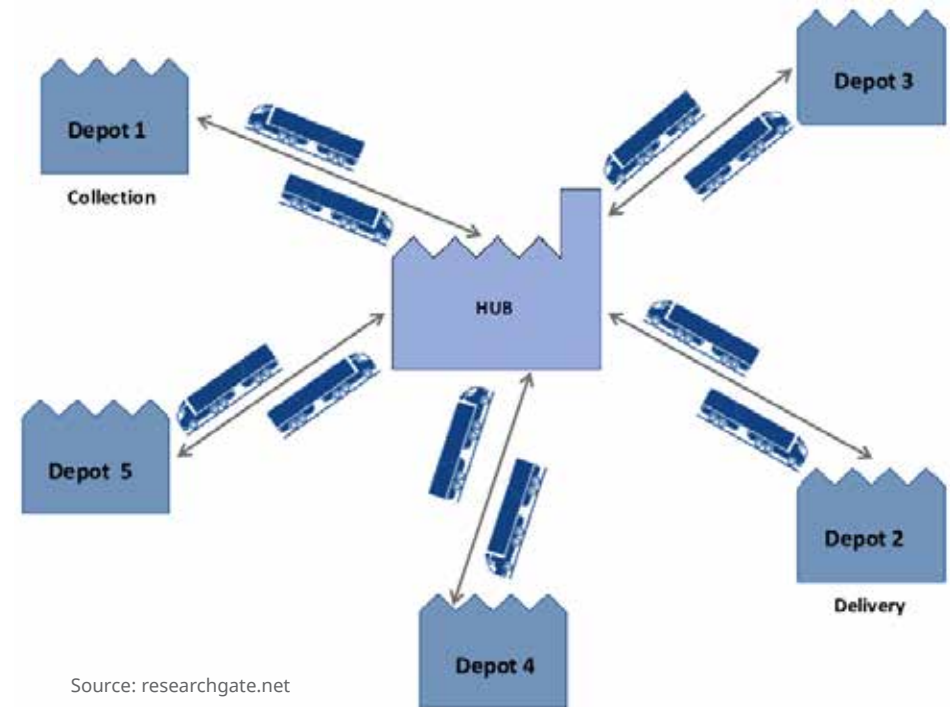 Depot 3
Depot 1
Collection
HUB
Depot 5
Depot 2
Delivery
Depot 4
Source: researchgate.net